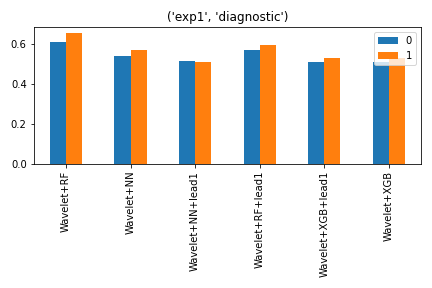 ('exp1', 'diagnostic')
0
1
0.6
0.4
0.2
0.0
Wavelet+RF
Wavelet+NN
Wavelet+NN+lead1
Wavelet+RF+lead1
Wavelet+XGB+lead1
Wavelet+XGB